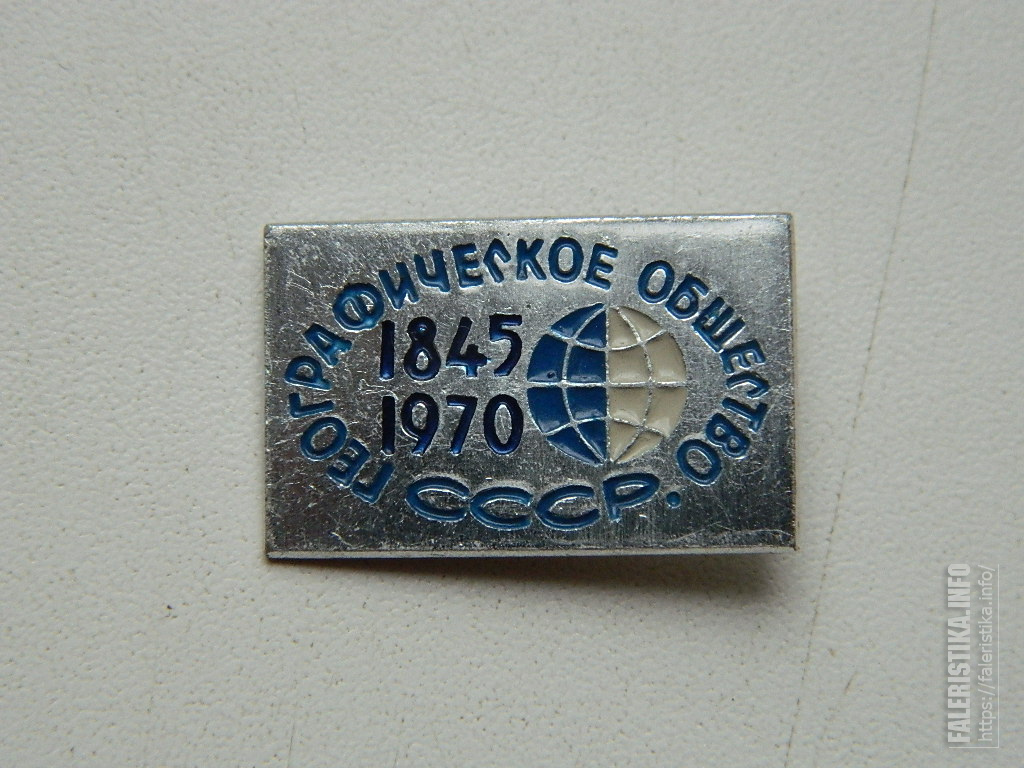 ГЕОГРАФИЧЕСКОЕ ОБЩЕСТВО
СССР.
1845
1970
FALERISTIKA.INFO
https://faleristika.info/